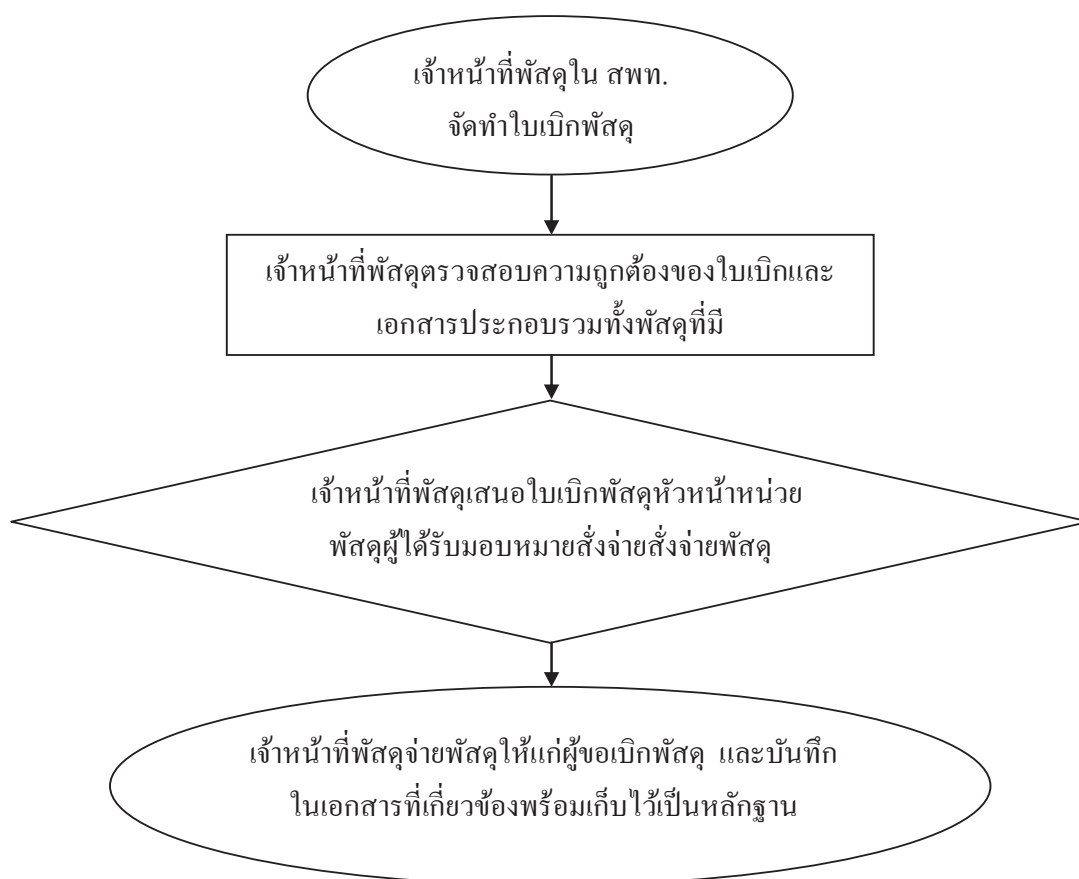 เจ้าหน้าที่พัสดุใน สพท.
จัดทำใบเบิกพัสดุ
เจ้าหน้าที่พัสดุตรวจสอบความถูกต้องของใบเบิกและ
เอกสารประกอบรวมทั้งพัสดุที่มี
เจ้าหน้าที่พัสดุเสนอใบเบิกพัสดุหัวหน้าหน่วย
พัสดุผู้ได้รับมอบหมายสั่งจ่ายสั่งจ่ายพัสดุ
เจ้าหน้าที่พัสดุจ่ายพัสดุให้แก่ผู้ขอเบิกพัสดุ และบันทึก
ในเอกสารที่เกี่ยวข้องพร้อมเก็บไว้เป็นหลักฐาน